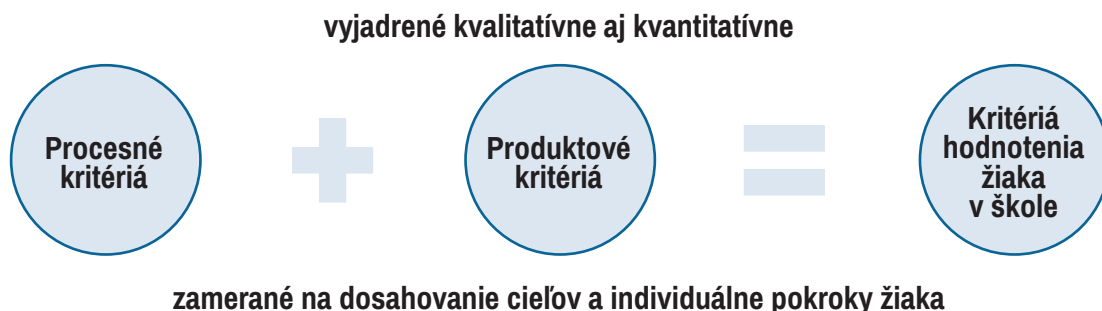 vyjadrené kvalitatívne aj kvantitatívne
Procesné
kritériá
Produktové
kritériá
Kritériá
hodnotenia
žiaka
v škole
zamerané na dosahovanie cieľov a individuálne pokroky žiaka